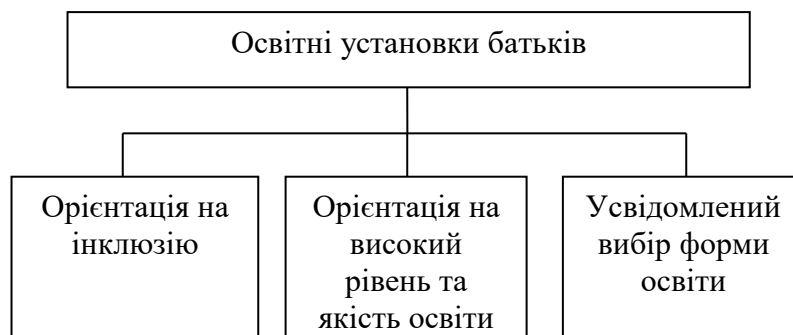 Освітні установки батьків
Орієнтація на
інклюзію
Орієнтація на
високий
рівень та
якість освіти
Усвідомлений
вибір форми
освіти